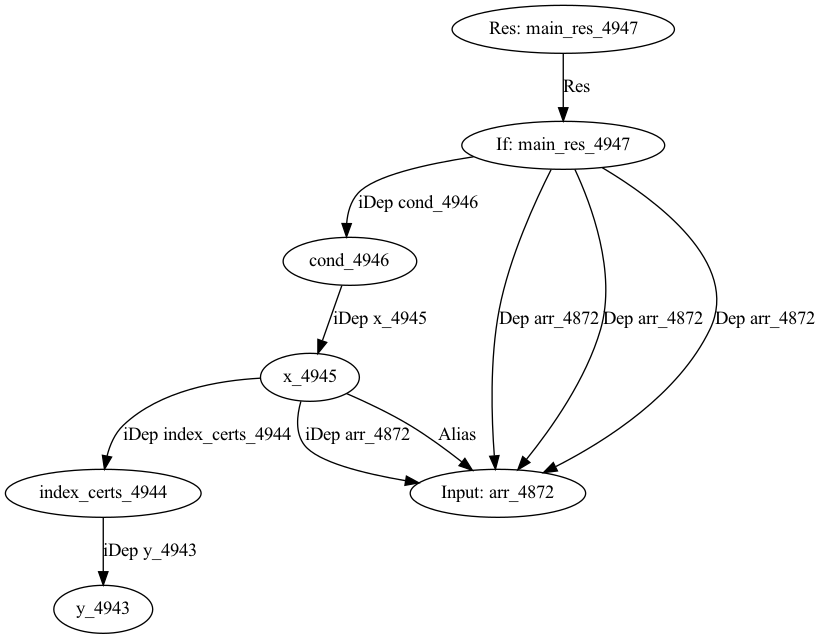 Res: main_res_4947
Res
If: main_res_4947
iDep cond_4946
cond_4946
Dep arr_4872
Dep arr_4872
Dep arr_4872
iDep x_4945
x_4945
iDep index_certs_4944
iDep arr_4872
Alias
index_certs_4944
Input: arr_4872
iDep y_4943
y_4943